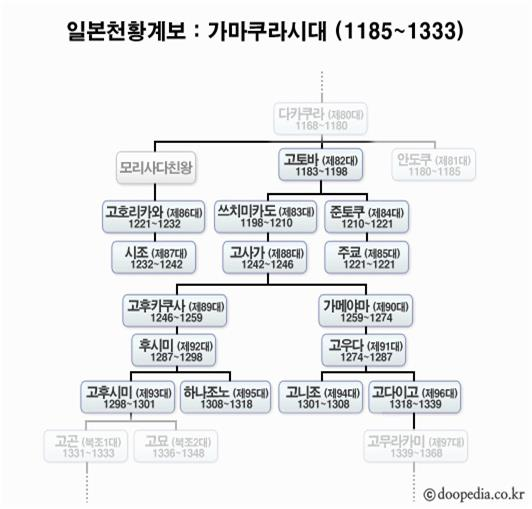 일본천황계보 : 가마쿠라시대 (1185~1333)
다카쿠라 (제80대)
1168~1180
모리사다친왕
고토바 (제82대)
1183~1198
안도쿠 (제81대)
1180~1185
고호리카와 (제86대)
1221~1232
쓰치미카도 (제83대)
1198~1210
준토쿠 (제84대)
1210~1221
시조 (제87대)
1232~1242
고사가 (제88대)
1242~1246
주쿄 (제85대)
1221~1221
고후카쿠사 (제89대)
1246~1259
가메야마 (제90대)
1259~1274
후시미 (제92대)
1287~1298
고우다 (제91대)
1274~1287
고후시미 (제93대)
1298~1301
하나조노 (제95대)
1308~1318
고니조 (제94대)
1301~1308
고다이고 (제96대)
1318~1339
고곤 (북조1대)
1331~1333
고묘 (북조2대)
1336~1348
고무라카미 (제97대)
1339~1368
ⓒ doopedia.co.kr